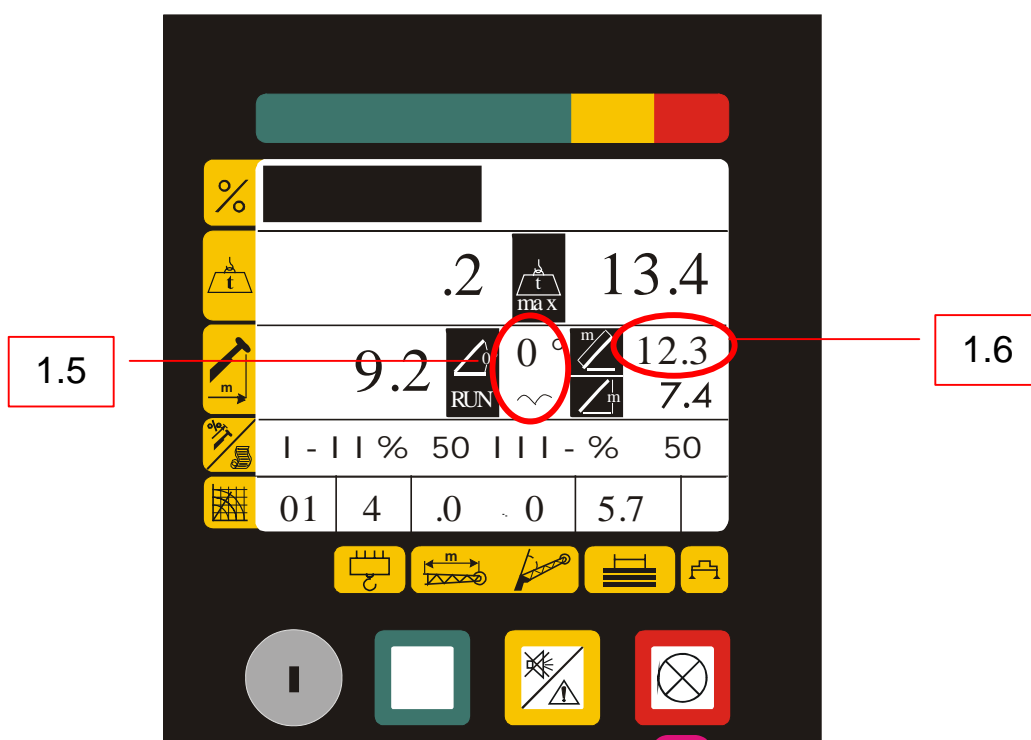 %
t .2 t max 13.4
1.5
m 9.2 0 RUN 0 ° m 12.3 1.6
m 7.4
% I - I I % 50 I I I - % 50
01 4 .0 0 5.7
m